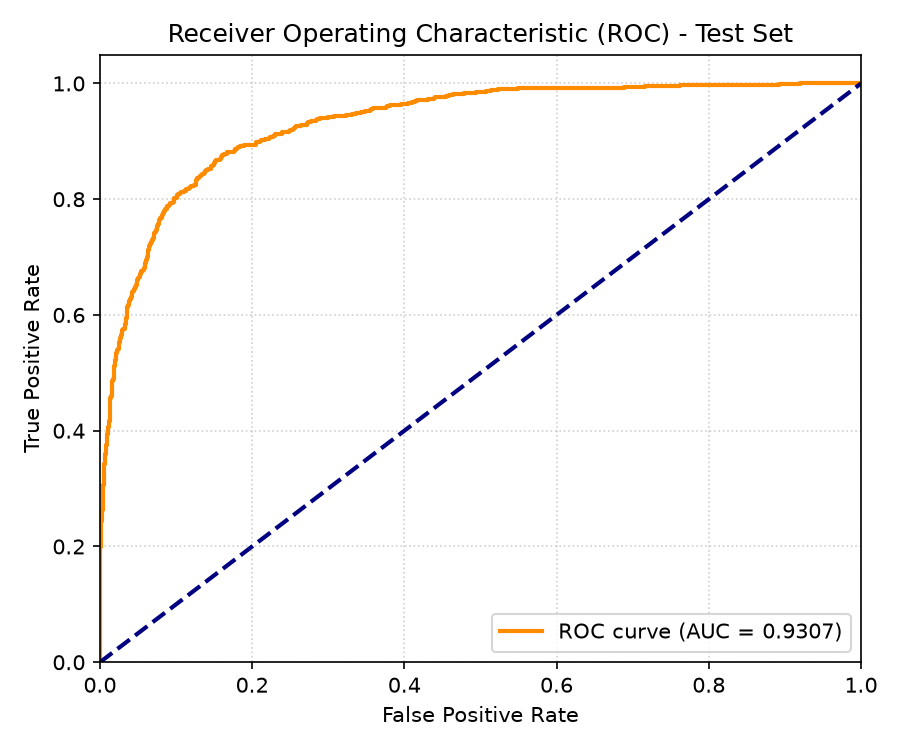 Receiver Operating Characteristic (ROC) - Test Set
True Positive Rate
1.0
0.8
0.6
0.4
0.2
0.0
ROC curve (AUC = 0.9307)
0.0 0.2 0.4 0.6 0.8 1.0
False Positive Rate